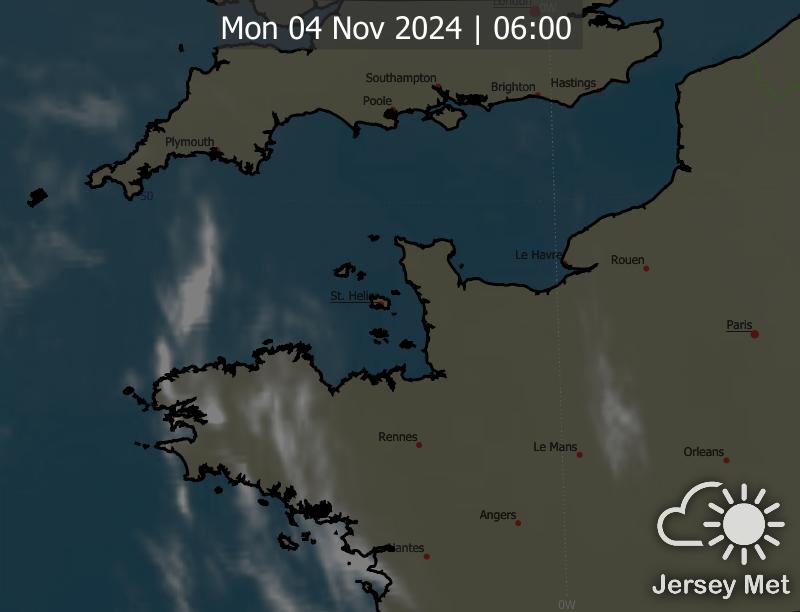 London
0W
Mon 04 Nov 2024 | 06:00
Southampton
Brighton
Hastings
Poole
Plymouth
50
Le Havre
Rouen
St. Helier
Paris
Rennes
Le Mans
Orleans
Angers
Nantes
Jersey Met
0W